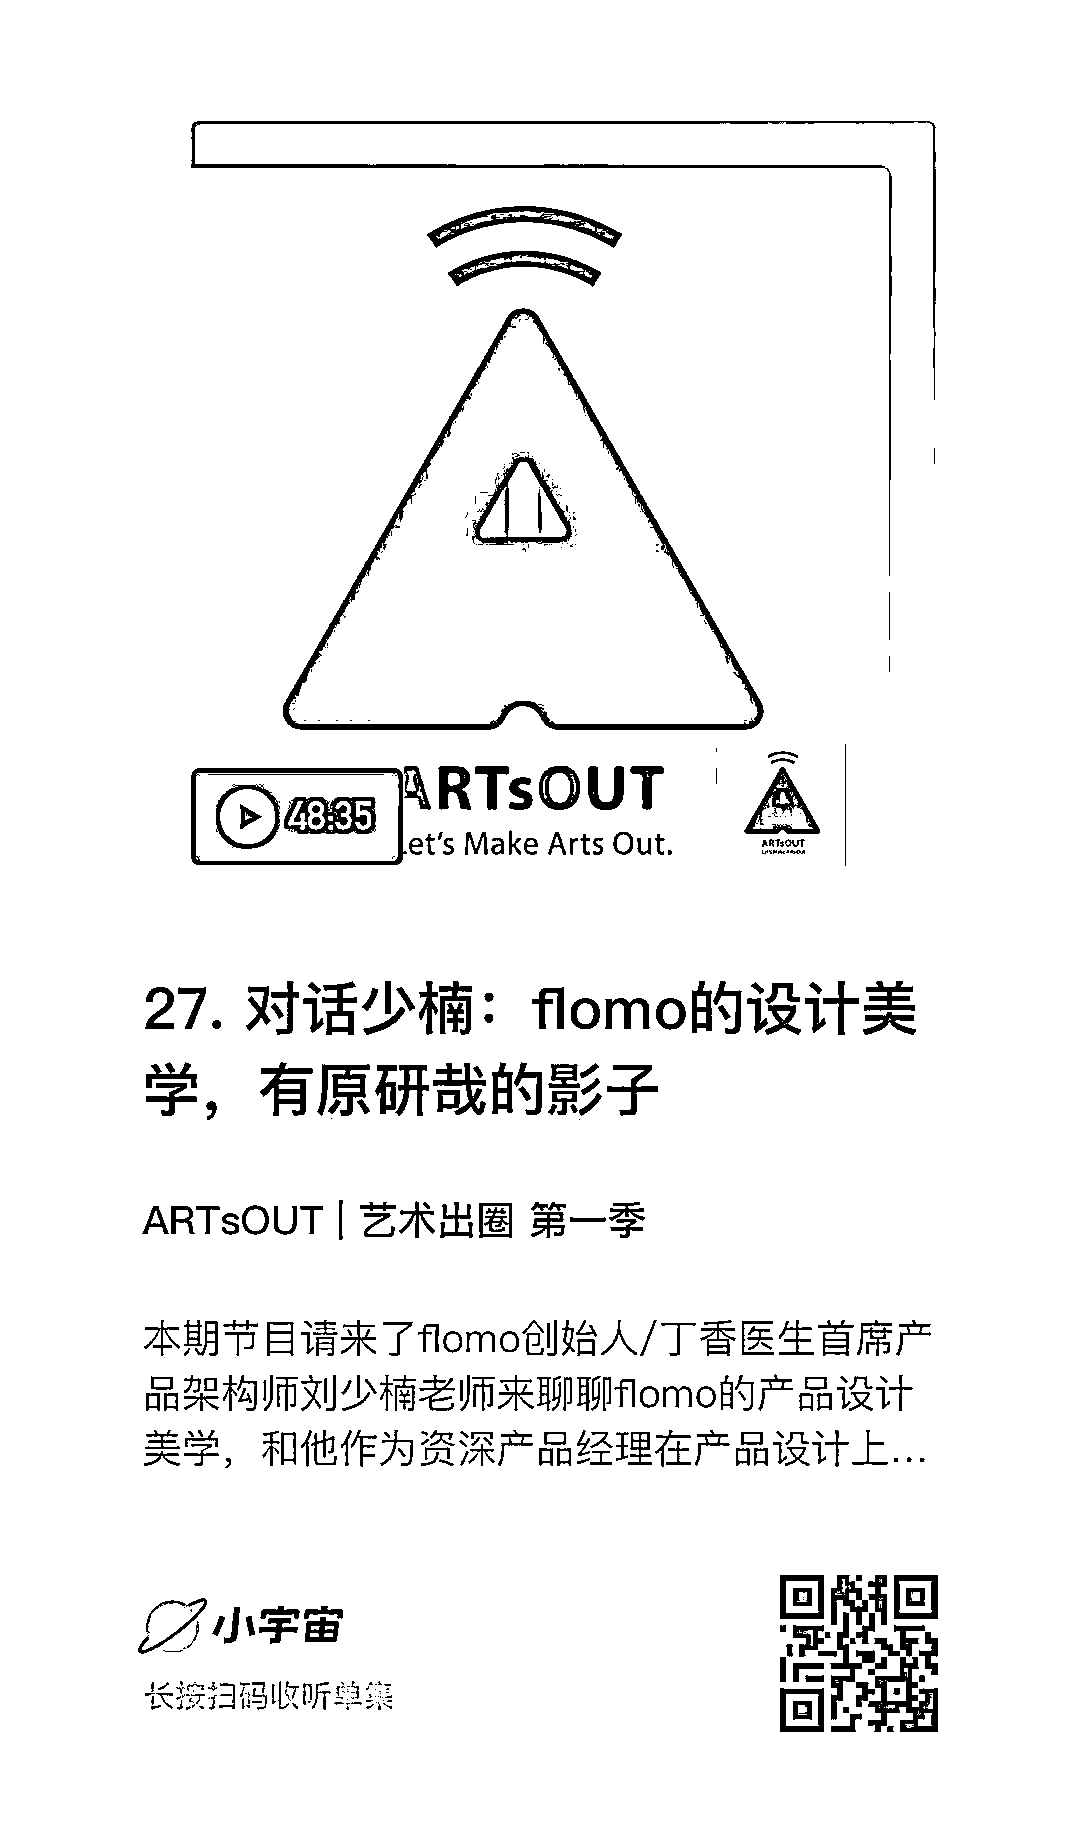 ARTsOUT
Let's Make Arts Out.
48:35
ARTsOUT
27. 对话少楠：flomo的设计美
学，有原研哉的影子
ARTsOUT | 艺术出圈 第一季
本期节目请来了flomo创始人/丁香医生首席产
品架构师刘少楠老师来聊聊flomo的产品设计
美学，和他作为资深产品经理在产品设计上...
小宇宙
长按扫码收听单集